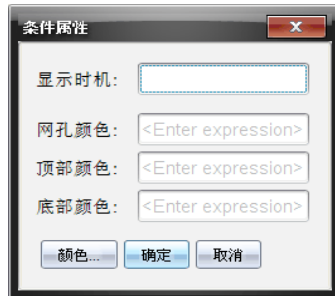 条件属性
显示时机:
网孔颜色: <Enter expression>
顶部颜色: <Enter expression>
底部颜色: <Enter expression>
颜色... 确定 取消